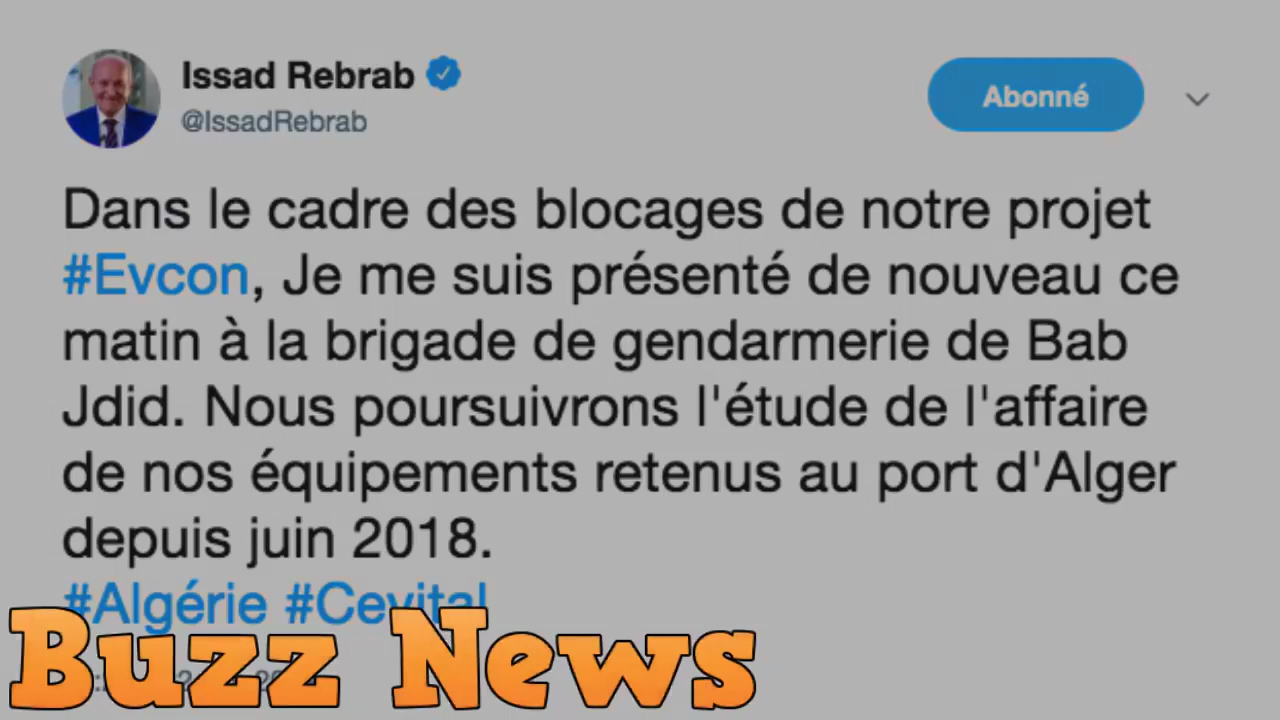 Issad Rebrab
@IssadRebrab
Abonné
Dans le cadre des blocages de notre projet
#Evcon, Je me suis présenté de nouveau ce
matin à la brigade de gendarmerie de Bab
Jdid. Nous poursuivrons l'étude de l'affaire
de nos équipements retenus au port d'Alger
depuis juin 2018.
#Algérie #Cevital
Buzz News